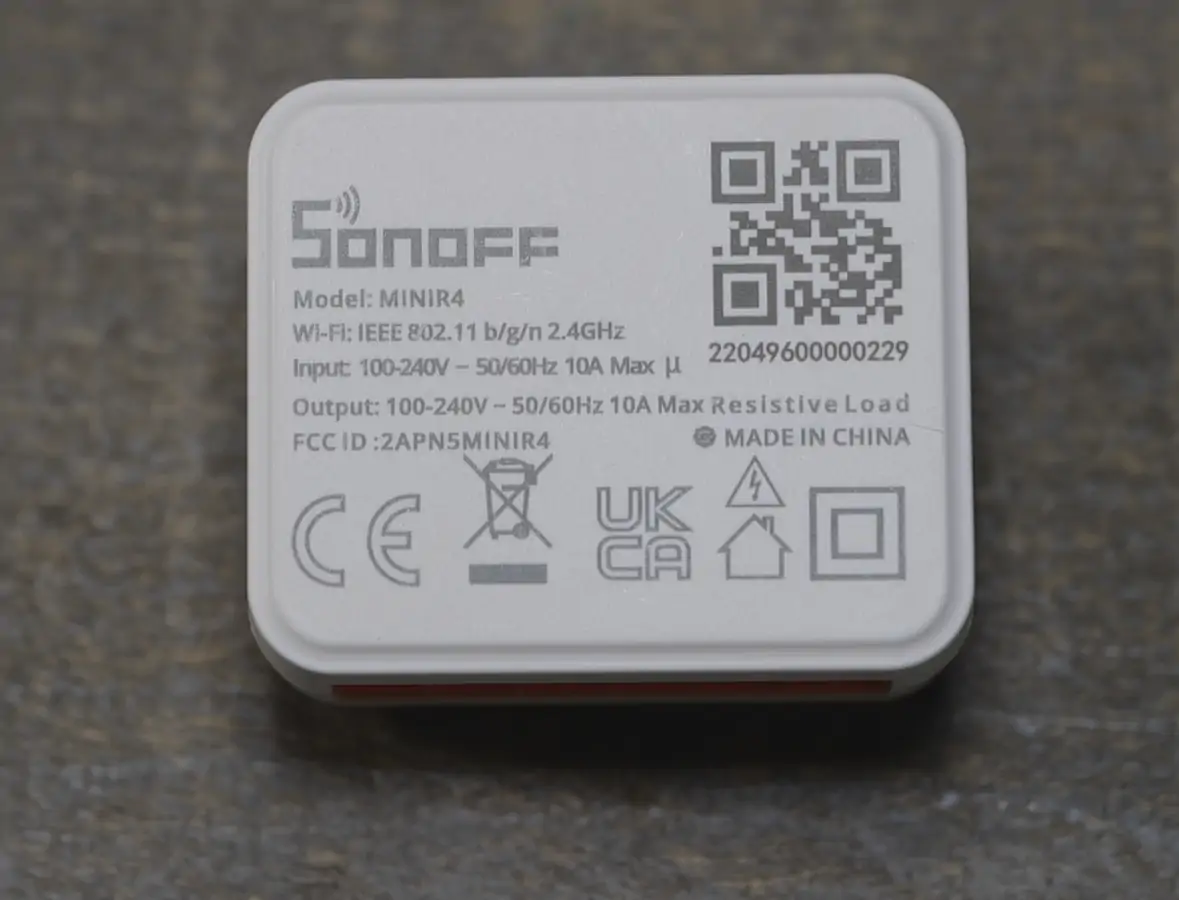 SONOFF
Model: MINIR4
Wi-Fi: IEEE 802.11 b/g/n 2.4GHz
Input: 100-240V ~ 50/60Hz 10A Max μ
22049600000229
Output: 100-240V ~ 50/60Hz 10A Max Resistive Load
FCC ID :2APN5MINIR4
MADE IN CHINA
CE
UK
CA